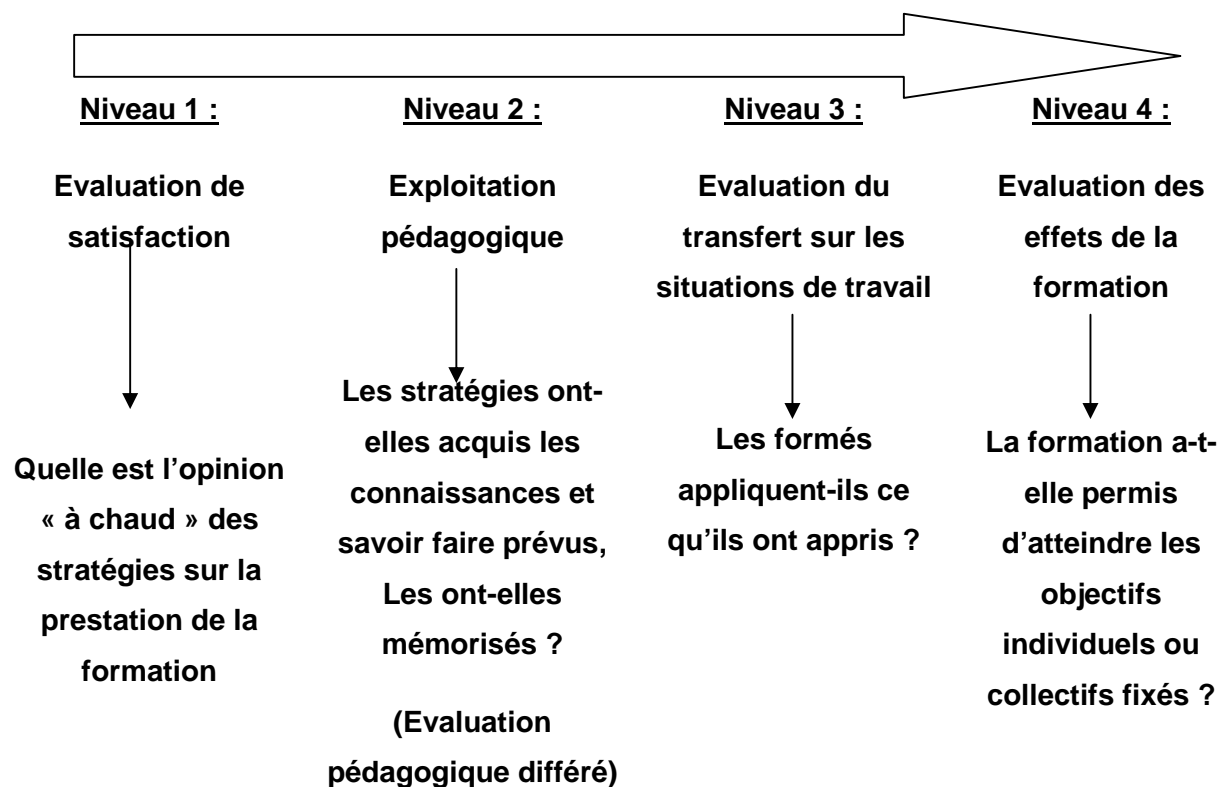 Niveau 1 :
Evaluation de
satisfaction
Quelle est l’opinion
« à chaud » des
stratégies sur la
prestation de la
formation
Niveau 2 :
Exploitation
pédagogique
Les stratégies ont-
elles acquis les
connaissances et
savoir faire prévus,
Les ont-elles
mémorisés ?
(Evaluation
pédagogique différé)
Niveau 3 :
Evaluation du
transfert sur les
situations de travail
Les formés
appliquent-ils ce
qu’ils ont appris ?
Niveau 4 :
Evaluation des
effets de la
formation
La formation a-t-
elle permis
d’atteindre les
objectifs
individuels ou
collectifs fixés ?